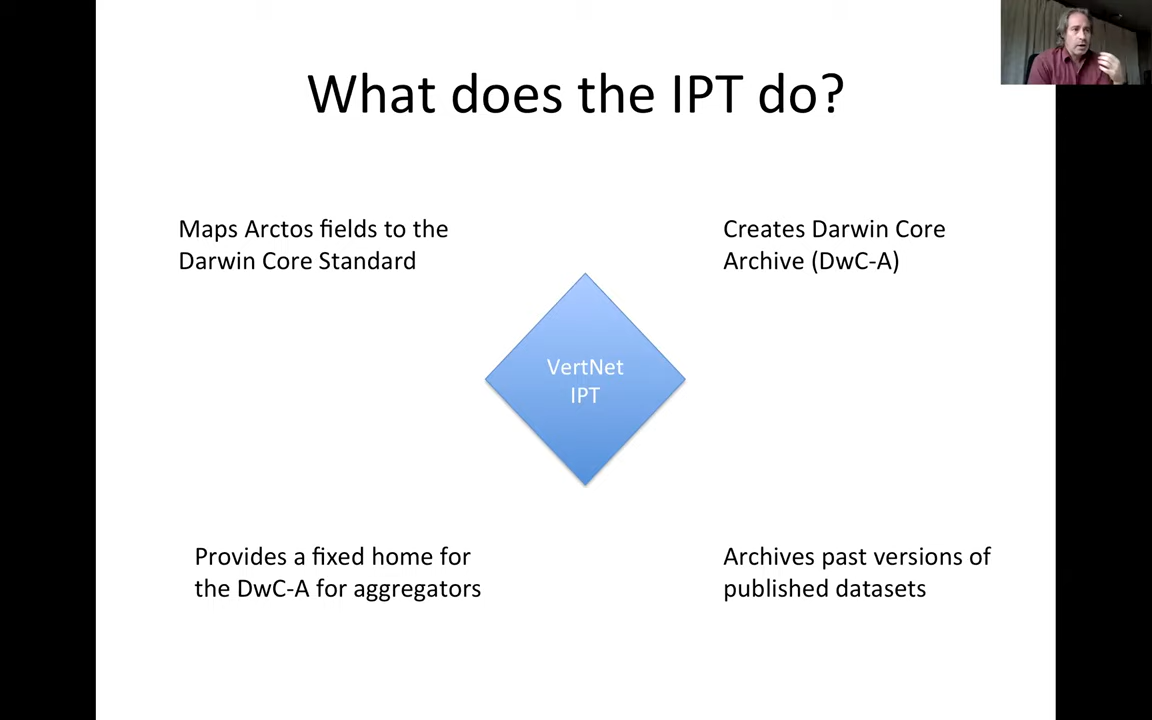 What does the IPT do?
Maps Arctos fields to the
Darwin Core Standard
Creates Darwin Core
Archive (DwC-A)
VertNet
IPT
Provides a fixed home for
the DwC-A for aggregators
Archives past versions of
published datasets